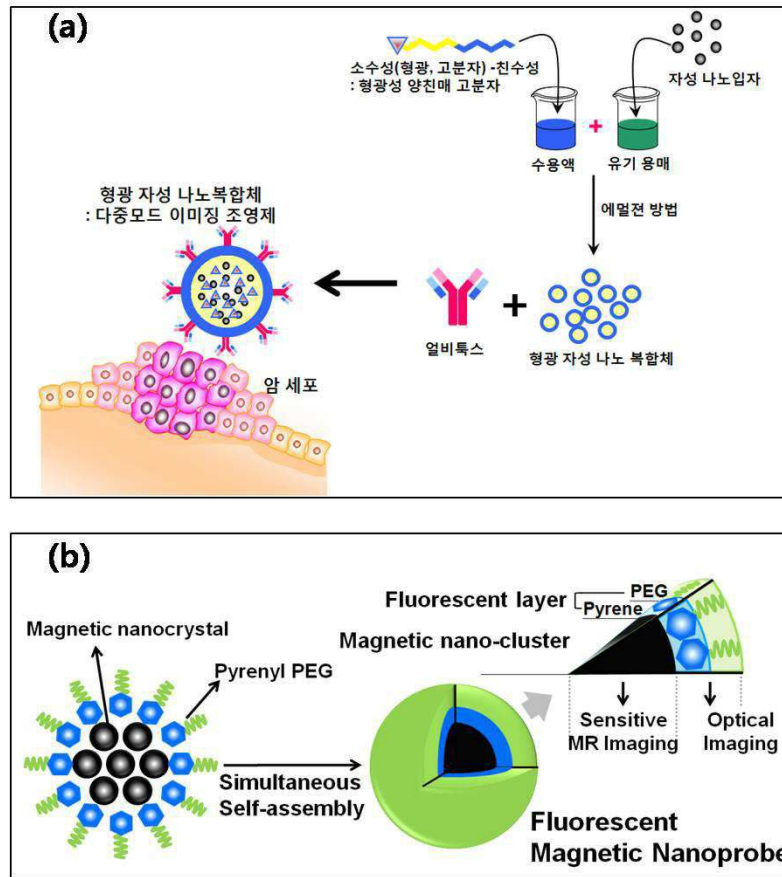 (a)
소수성(형광, 고분자) -친수성
: 형광성 양친매 고분자
자성 나노입자
수용액
+
유기 용매
에멀젼 방법
형광 자성 나노복합체
: 다중모드 이미징 조영제
+
얼비툭스
형광 자성 나노 복합체
암 세포
(b)
Magnetic nanocrystal
Pyrenyl PEG
Simultaneous
Self-assembly
Fluorescent layer
PEG
Pyrene
Magnetic nano-cluster
Sensitive
MR Imaging
Optical
Imaging
Fluorescent
Magnetic Nanoprobe